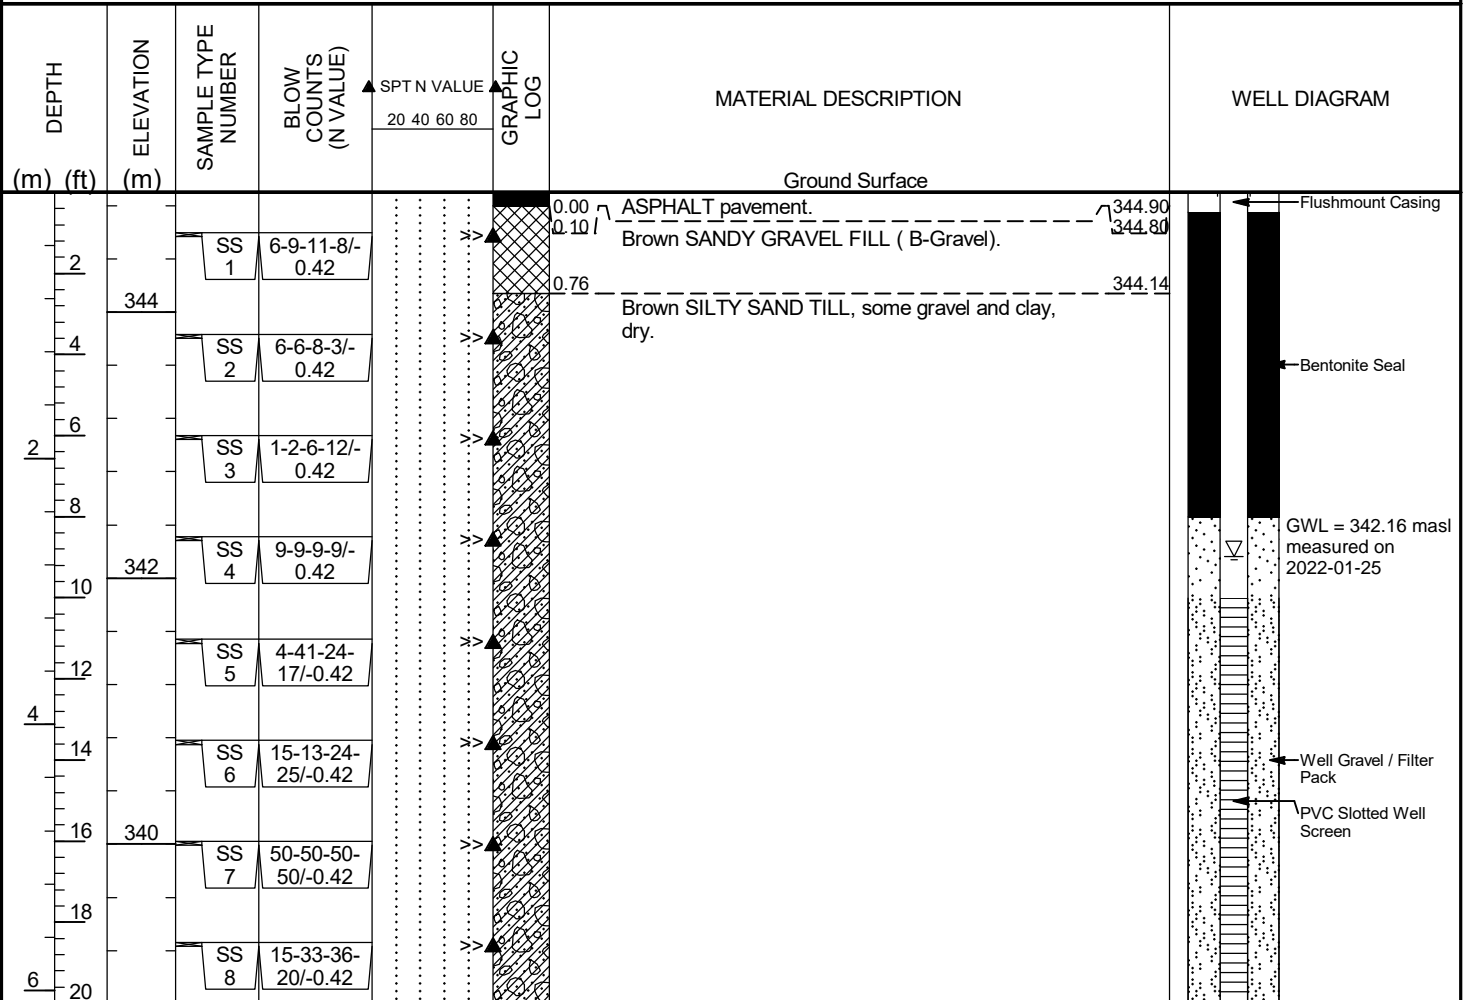 DEPTH
(m) (ft)
ELEVATION
(m)
SAMPLE TYPE
NUMBER
BLOW
COUNTS
(N VALUE)
▲ SPT N VALUE ▲
20 40 60 80
GRAPHIC
LOG
MATERIAL DESCRIPTION
Ground Surface
WELL DIAGRAM
0.00 ASPHALT pavement. 344.90
0.10 344.80
Brown SANDY GRAVEL FILL ( B-Gravel).
0.76 344.14
Brown SILTY SAND TILL, some gravel and clay,
dry.
Flushmount Casing
Bentonite Seal
GWL = 342.16 masl
measured on
2022-01-25
Well Gravel / Filter
Pack
PVC Slotted Well
Screen
SS
1
6-9-11-8/-
0.42
>>
2
344
SS
2
6-6-8-3/-
0.42
>>
4
6
2
SS
3
1-2-6-12/-
0.42
>>
8
SS
4
9-9-9-9/-
0.42
>>
342
10
SS
5
4-41-24-
17/-0.42
>>
12
4
14
SS
6
15-13-24-
25/-0.42
>>
16
340
SS
7
50-50-50-
50/-0.42
>>
18
SS
8
15-33-36-
20/-0.42
>>
6
20